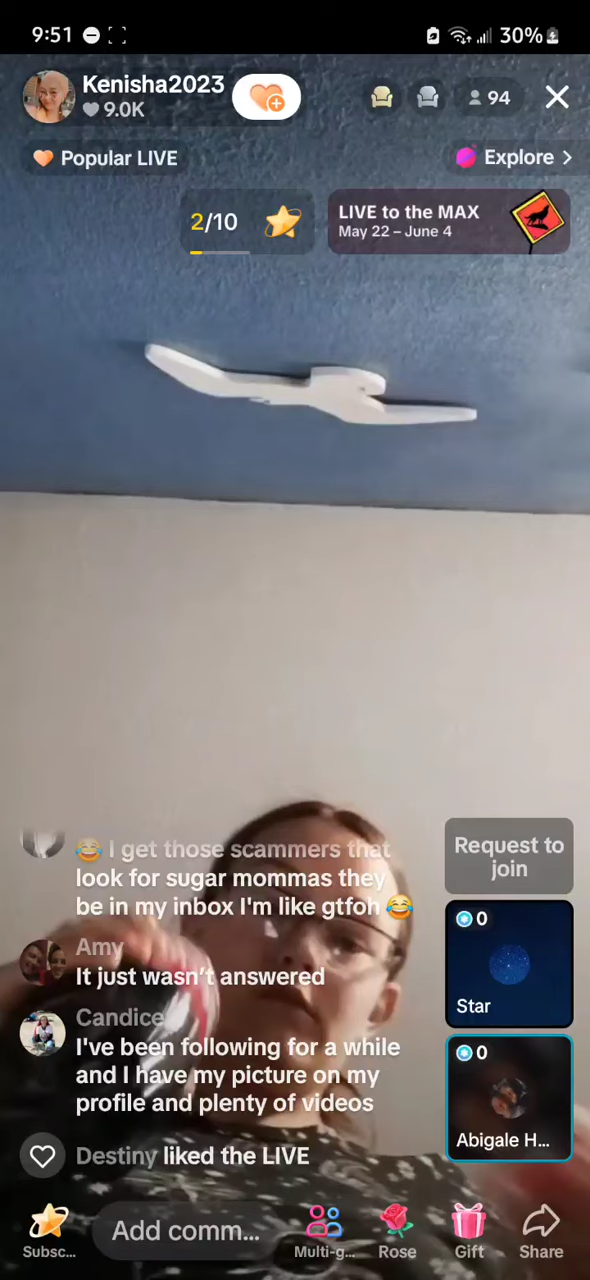 9:51
30%
Kenisha2023
9.0K
94
Popular LIVE
Explore >
2/10
LIVE to the MAX
May 22 – June 4
😂 I get those scammers that
look for sugar mommas they
be in my inbox I'm like gtfoh 😂
Amy
It just wasn't answered
Candice
I've been following for a while
and I have my picture on my
profile and plenty of videos
Destiny liked the LIVE
Request to
join
0
Star
0
Abigale H...
Subsc...
Add comm...
Multi-g...
Rose
Gift
Share